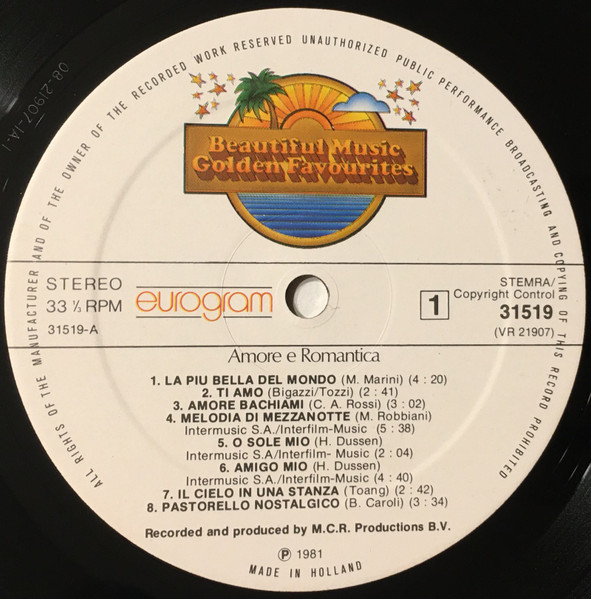 ALL RIGHTS OF THE MANUFACTURER AND OF THE OWNER OF THE RECORDED WORK RESERVED UNAUTHORIZED PUBLIC PERFORMANCE BROADCASTING AND COPYING OF THIS RECORD PROHIBITED
08-21907-1A-1
Beautiful Music
Golden Favourites
STEREO
33 ⅓ RPM
31519-A
eurogram
1
STEMRA/
Copyright Control
31519
(VR 21907)
Amore e Romantica
1. LA PIU BELLA DEL MONDO (M. Marini) (4 : 20)
2. TI AMO (Bigazzi/Tozzi) (2 : 41)
3. AMORE BACHIAMI (C. A. Rossi) (3 : 02)
4. MELODIA DI MEZZANOTTE (M. Robbiani)
Intermusic S.A./Interfilm-Music (5 : 38)
5. O SOLE MIO (H. Dussen)
Intermusic S.A./Interfilm- Music (2 : 04)
6. AMIGO MIO (H. Dussen)
Intermusic S.A./Interfilm-Music (4 : 40)
7. IL CIELO IN UNA STANZA (Toang) (2 : 42)
8. PASTORELLO NOSTALGICO (B. Caroli) (3 : 34)
Recorded and produced by M.C.R. Productions B.V.
℗ 1981
MADE IN HOLLAND